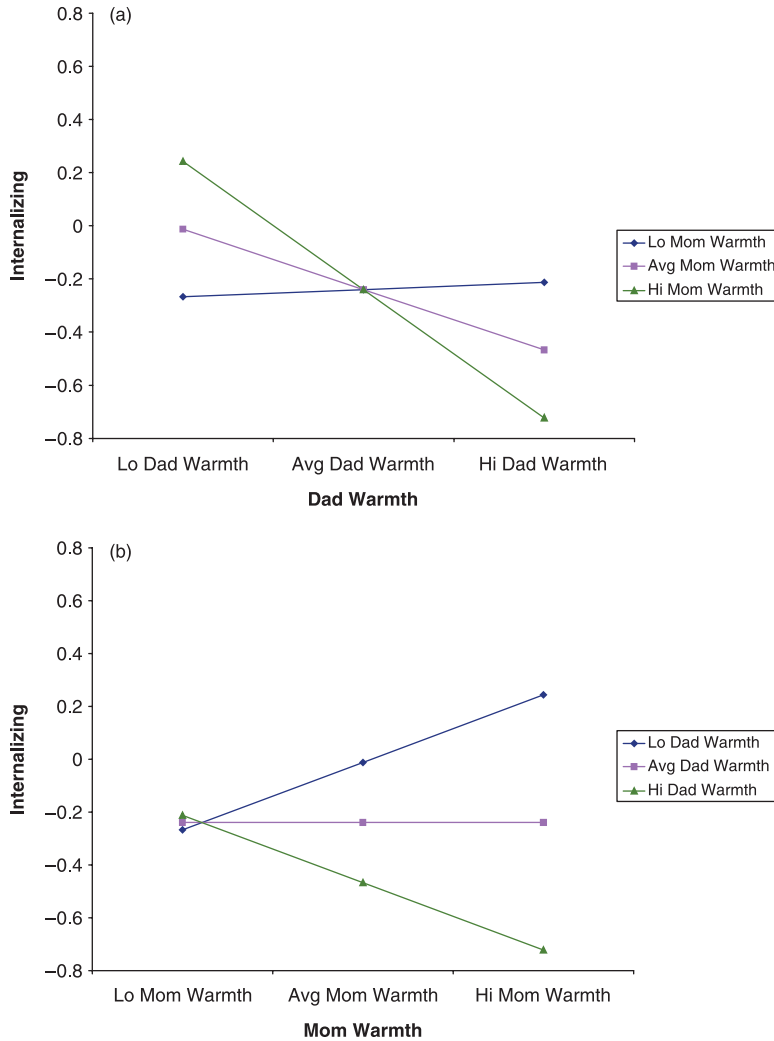 (a)
0.8
0.6
0.4
0.2
0
−0.2
−0.4
−0.6
−0.8
Internalizing
Lo Dad Warmth Avg Dad Warmth Hi Dad Warmth
Dad Warmth
Lo Mom Warmth
Avg Mom Warmth
Hi Mom Warmth
(b)
0.8
0.6
0.4
0.2
0
−0.2
−0.4
−0.6
−0.8
Internalizing
Lo Mom Warmth Avg Mom Warmth Hi Mom Warmth
Mom Warmth
Lo Dad Warmth
Avg Dad Warmth
Hi Dad Warmth